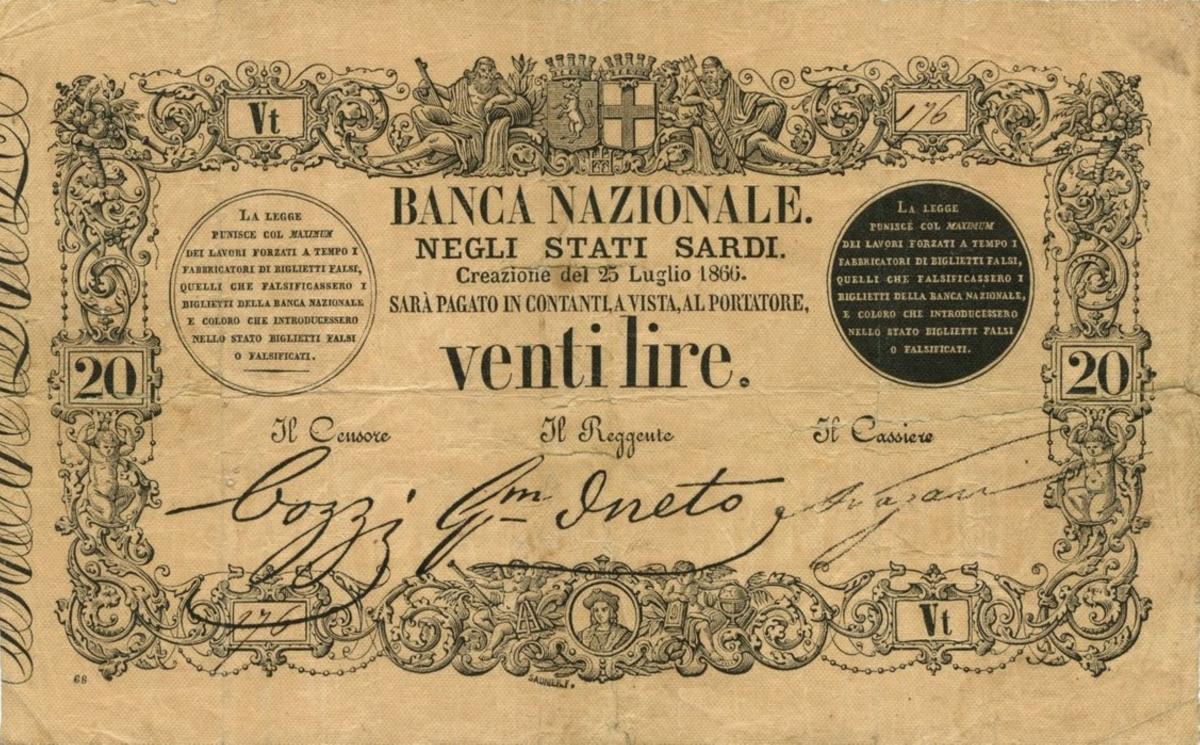 Vt
176
BANCA NAZIONALE.
NEGLI STATI SARDI.
Creazione del 25 Luglio 1866.
SARÀ PAGATO IN CONTANTI, A VISTA, AL PORTATORE,
venti lire.
LA LEGGE
PUNISCE COL MAXIMUM
DEI LAVORI FORZATI A TEMPO I
FABBRICATORI DI BIGLIETTI FALSI,
QUELLI CHE FALSIFICASSERO I
BIGLIETTI DELLA BANCA NAZIONALE
E COLORO CHE INTRODUCESSERO
NELLO STATO BIGLIETTI FALSI
O FALSIFICATI.
LA LEGGE
PUNISCE COL MAXIMUM
DEI LAVORI FORZATI A TEMPO I
FABBRICATORI DI BIGLIETTI FALSI,
QUELLI CHE FALSIFICASSERO I
BIGLIETTI DELLA BANCA NAZIONALE,
E COLORO CHE INTRODUCESSERO
NELLO STATO BIGLIETTI FALSI
O FALSIFICATI.
20
20
Il Censore
Il Reggente
Il Cassiere
Cozzi
176
Vt
68